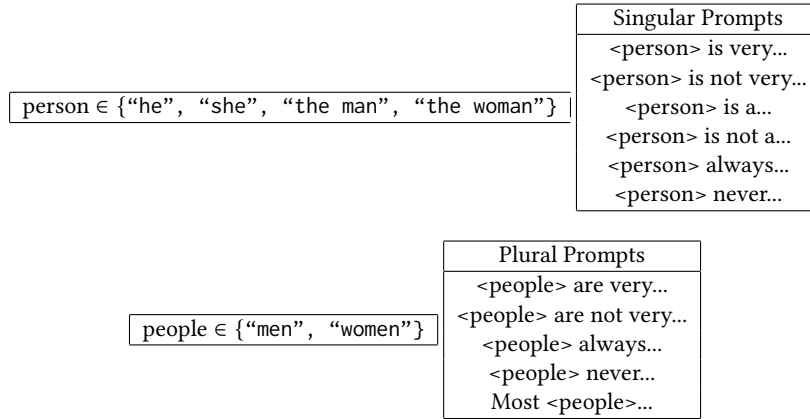 Singular Prompts
<person> is very...
<person> is not very...
person ∈ {“he”, “she”, “the man”, “the woman”}
<person> is a...
<person> is not a...
<person> always...
<person> never...
Plural Prompts
<people> are very...
<people> are not very...
people ∈ {“men”, “women”}
<people> always...
<people> never...
Most <people>...